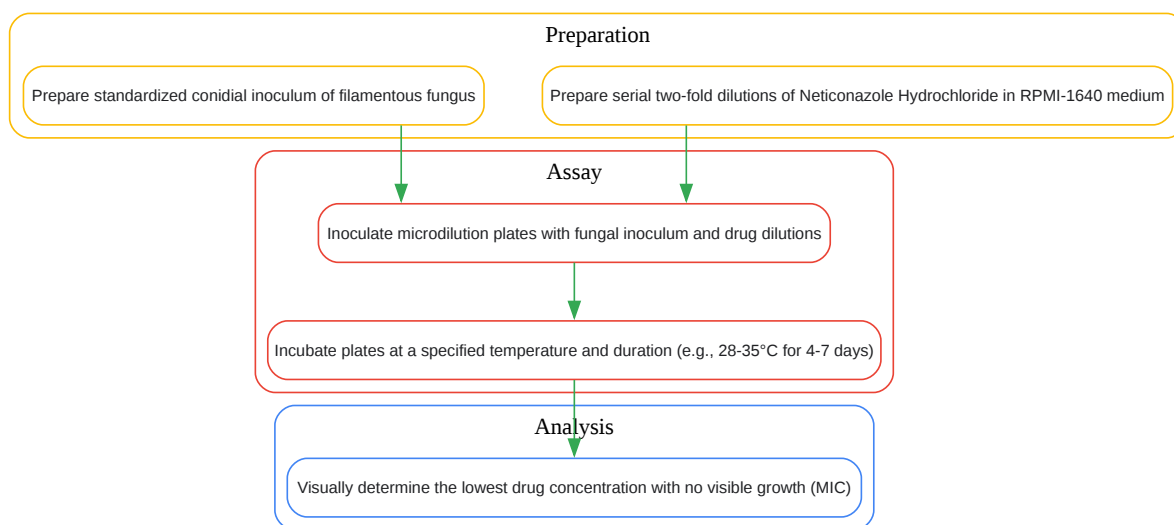 Preparation
Prepare standardized conidial inoculum of filamentous fungus
Prepare serial two-fold dilutions of Neticonazole Hydrochloride in RPMI-1640 medium
Assay
Inoculate microdilution plates with fungal inoculum and drug dilutions
Incubate plates at a specified temperature and duration (e.g., 28-35°C for 4-7 days)
Analysis
Visually determine the lowest drug concentration with no visible growth (MIC)